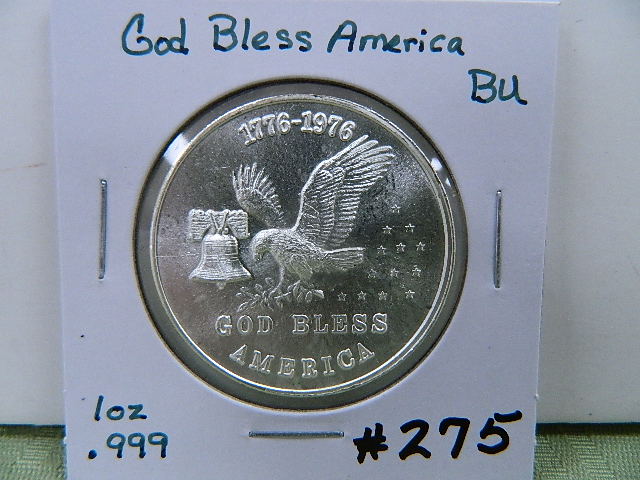 God Bless America
BU
1776-1976
GOD BLESS
AMERICA
1oz
.999
#275